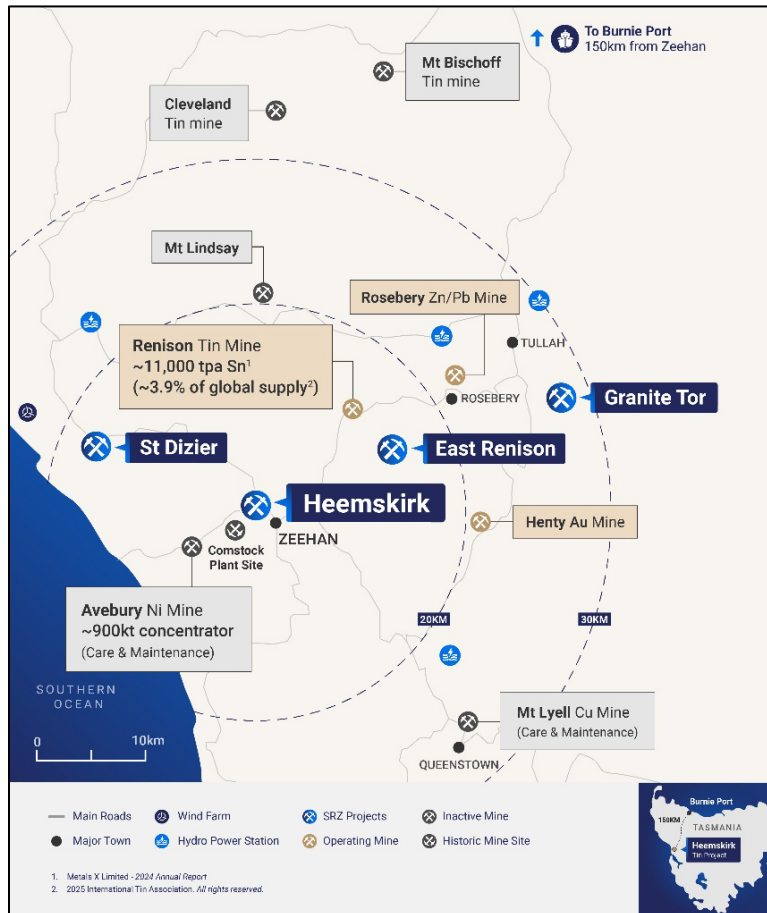 To Burnie Port
150km from Zeehan
Mt Bischoff
Tin mine
Cleveland
Tin mine
Mt Lindsay
Rosebery Zn/Pb Mine
Renison Tin Mine
~11,000 tpa Sn¹
(~3.9% of global supply²)
TULLAH
ROSEBERY
Granite Tor
St Dizier
East Renison
Heemskirk
ZEEHAN
Henty Au Mine
Comstock
Plant Site
Avebury Ni Mine
~900kt concentrator
(Care & Maintenance)
20KM
30KM
SOUTHERN
OCEAN
0 10km
Mt Lyell Cu Mine
(Care & Maintenance)
QUEENSTOWN
Main Roads
Wind Farm
SRZ Projects
Inactive Mine
Major Town
Hydro Power Station
Operating Mine
Historic Mine Site
1. Metals X Limited - 2024 Annual Report
2. 2025 International Tin Association. All rights reserved.
Burnie Port
150KM
TASMANIA
Heemskirk
Tin Project